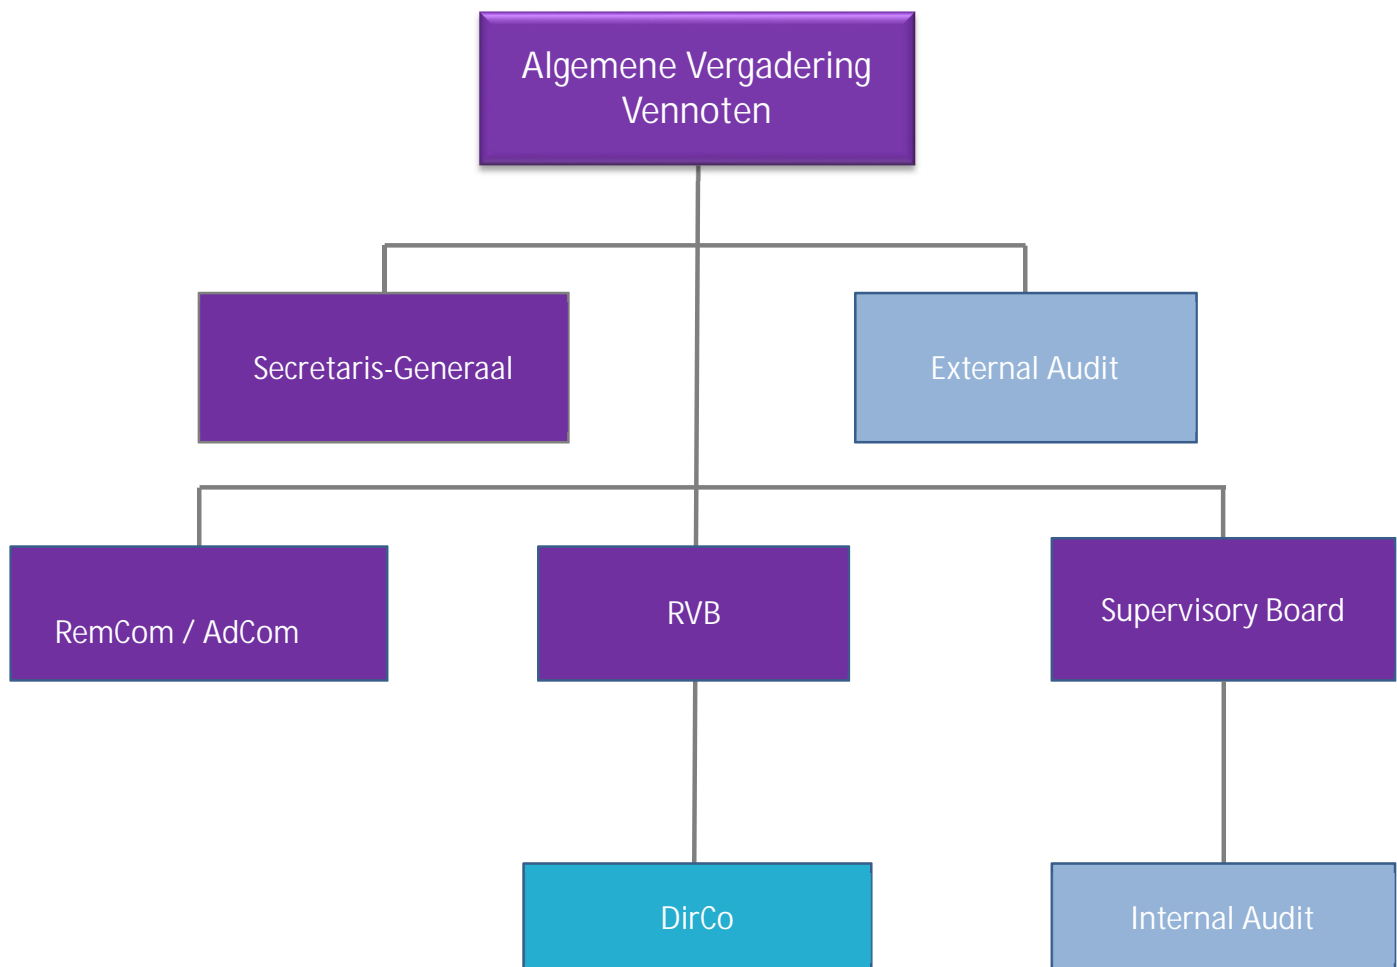 Algemene Vergadering
Vennoten
Secretaris-Generaal
External Audit
RemCom / AdCom
RVB
Supervisory Board
DirCo
Internal Audit